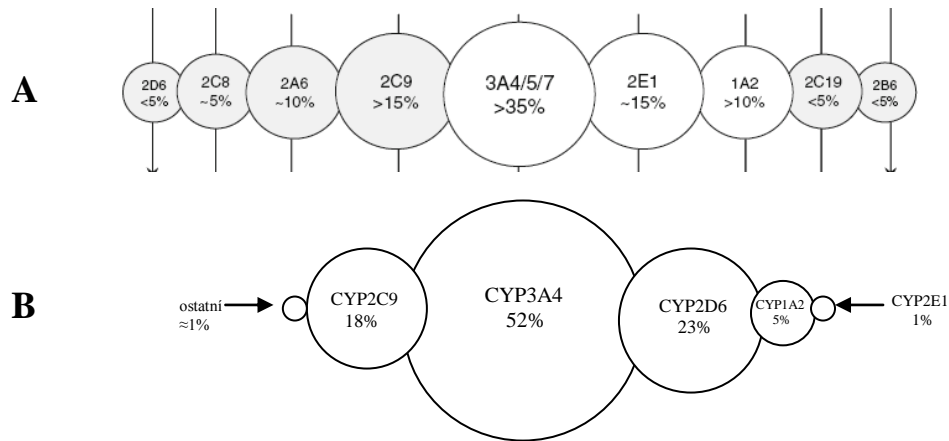 A
2D6
<5%
2C8
~5%
2A6
~10%
2C9
>15%
3A4/5/7
>35%
2E1
~15%
1A2
>10%
2C19
<5%
2B6
<5%
B
ostatní
≈1%
CYP2C9
18%
CYP3A4
52%
CYP2D6
23%
CYP1A2
5%
CYP2E1
1%